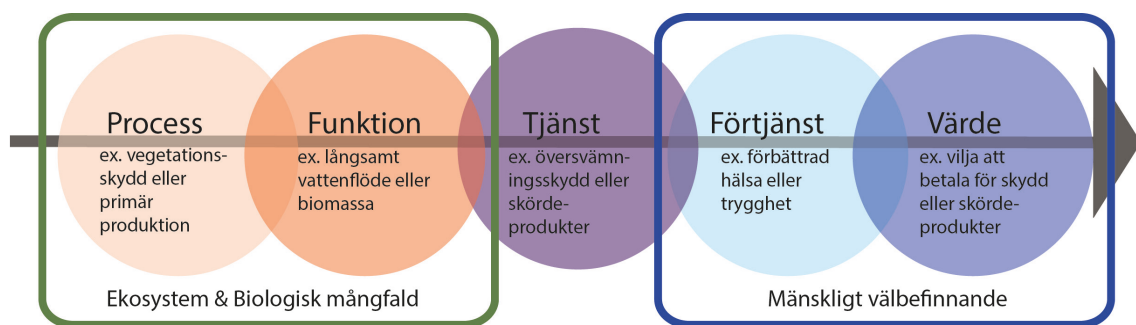 Process
ex. vegetations-
skydd eller
primär
produktion
Funktion
ex. långsamt
vattenflöde eller
biomassa
Tjänst
ex. översvämn-
ingsskydd eller
skörde-
produkter
Förtjänst
ex. förbättrad
hälsa eller
trygghet
Värde
ex. vilja att
betala för skydd
eller skörde-
produkter
Ekosystem & Biologisk mångfald
Mänskligt välbefinnande